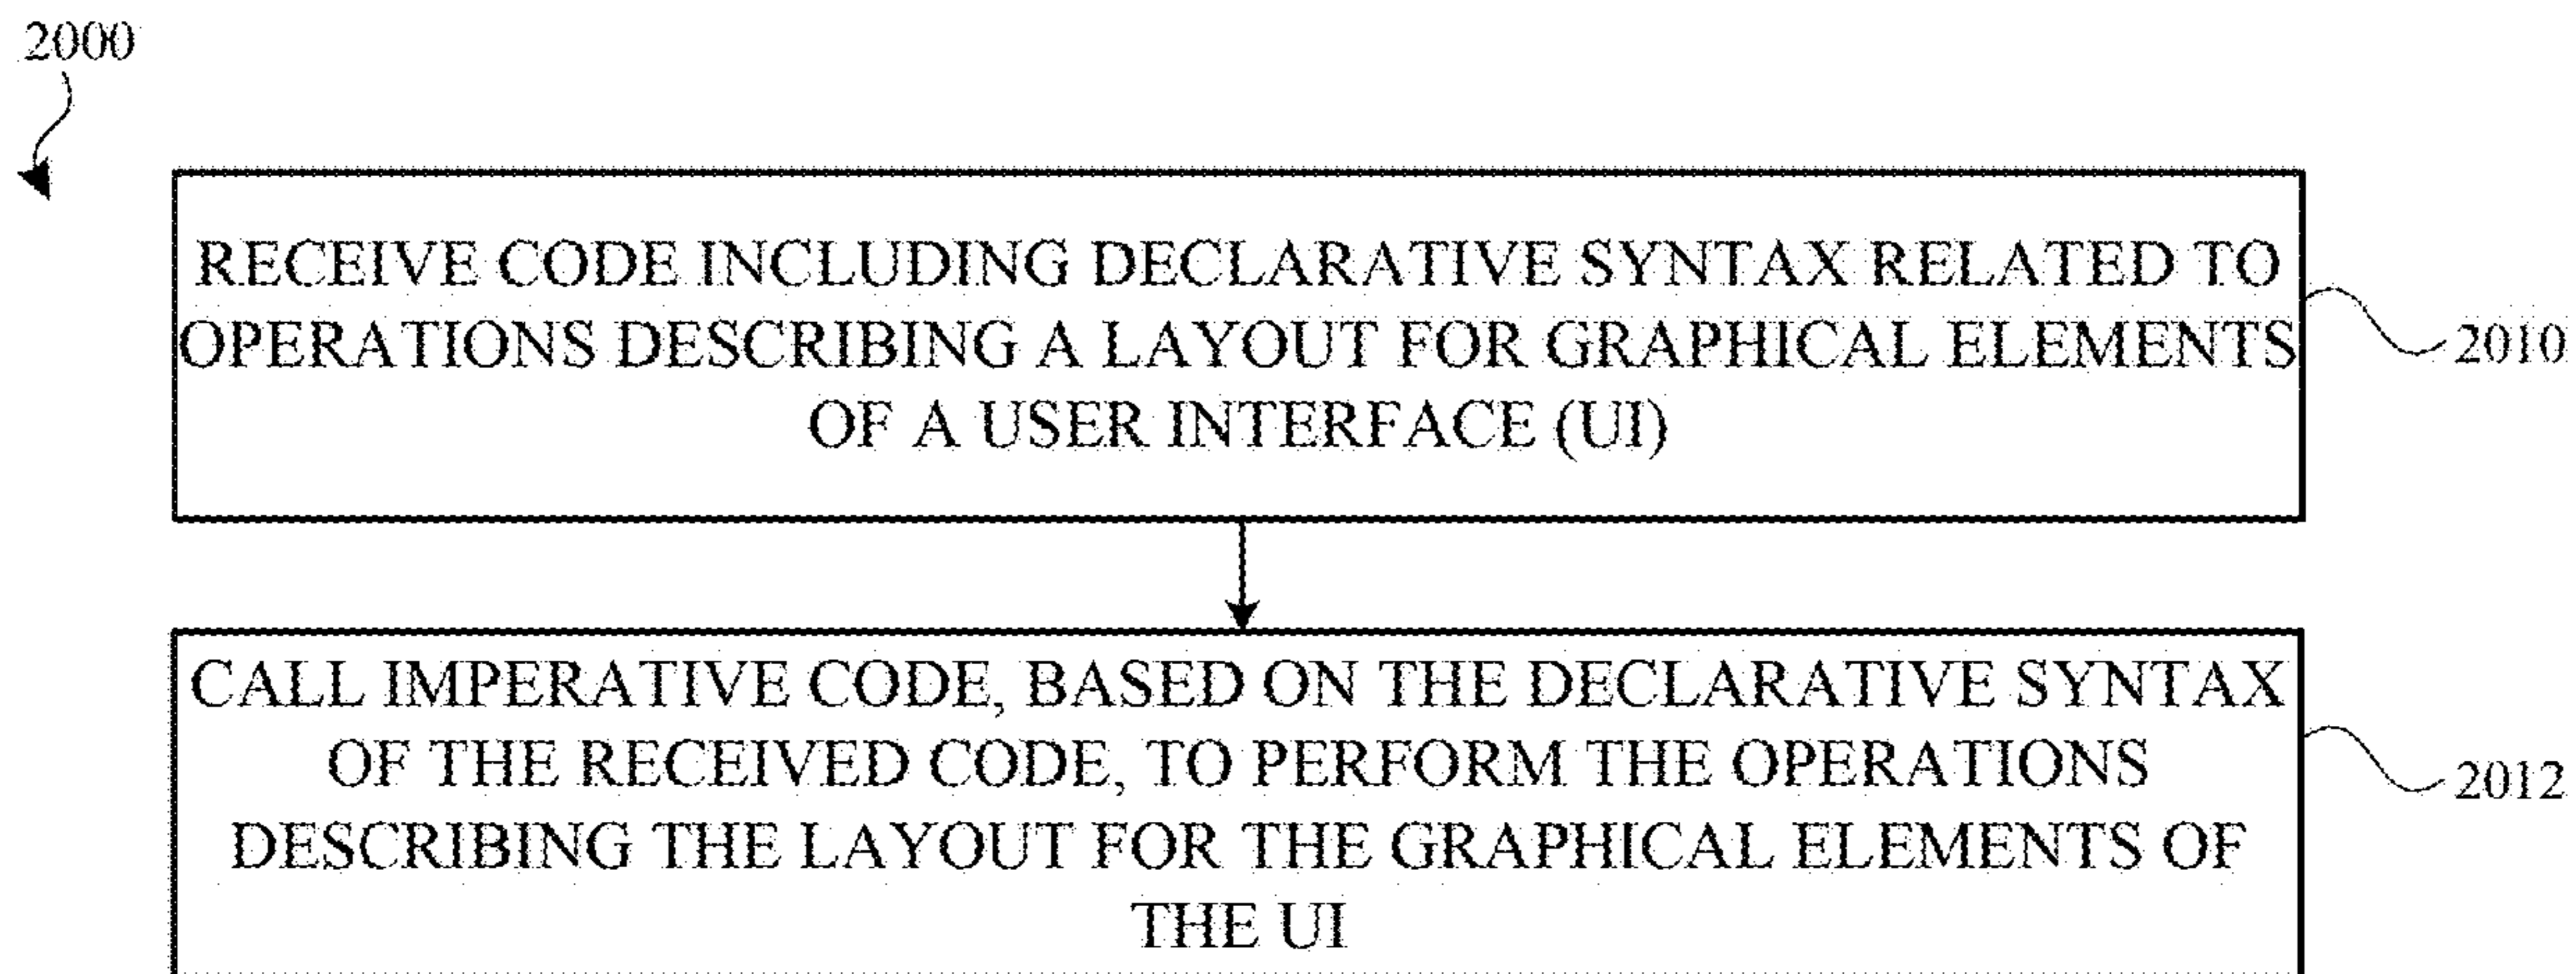 2000
RECEIVE CODE INCLUDING DECLARATIVE SYNTAX RELATED TO
OPERATIONS DESCRIBING A LAYOUT FOR GRAPHICAL ELEMENTS
OF A USER INTERFACE (UI)
2010
CALL IMPERATIVE CODE, BASED ON THE DECLARATIVE SYNTAX
OF THE RECEIVED CODE, TO PERFORM THE OPERATIONS
DESCRIBING THE LAYOUT FOR THE GRAPHICAL ELEMENTS OF
THE UI
2012